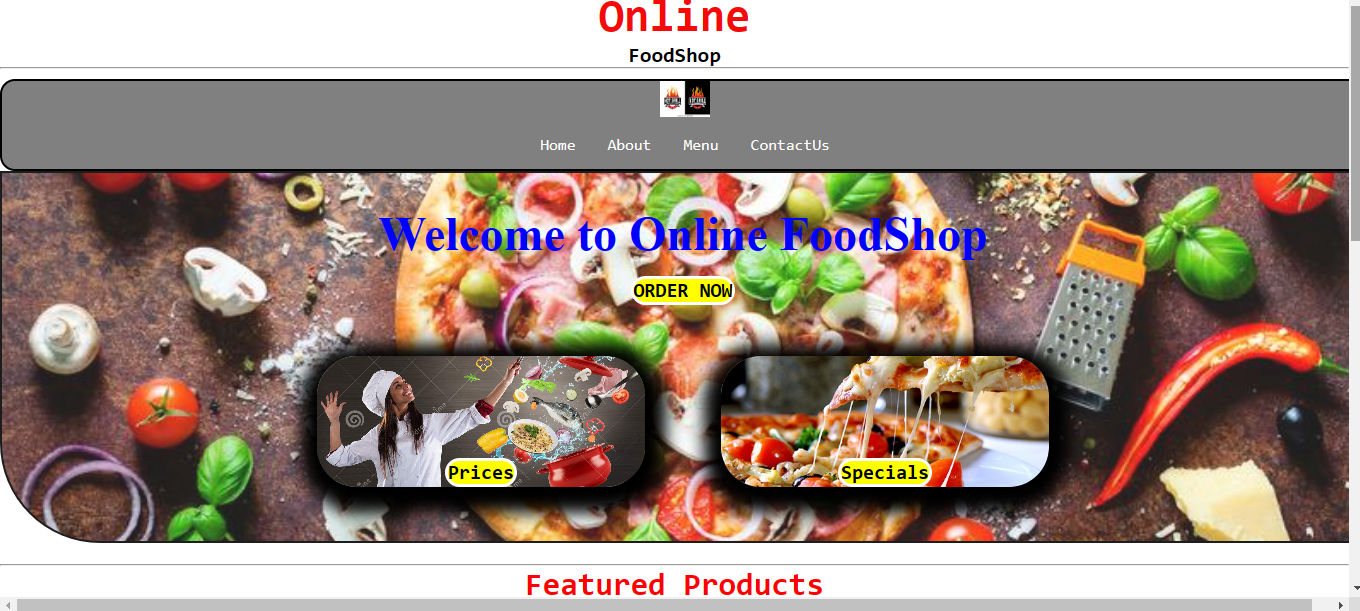 Online
FoodShop
Home About Menu ContactUs
Welcome to Online FoodShop
ORDER NOW
Prices
Specials
Featured Products